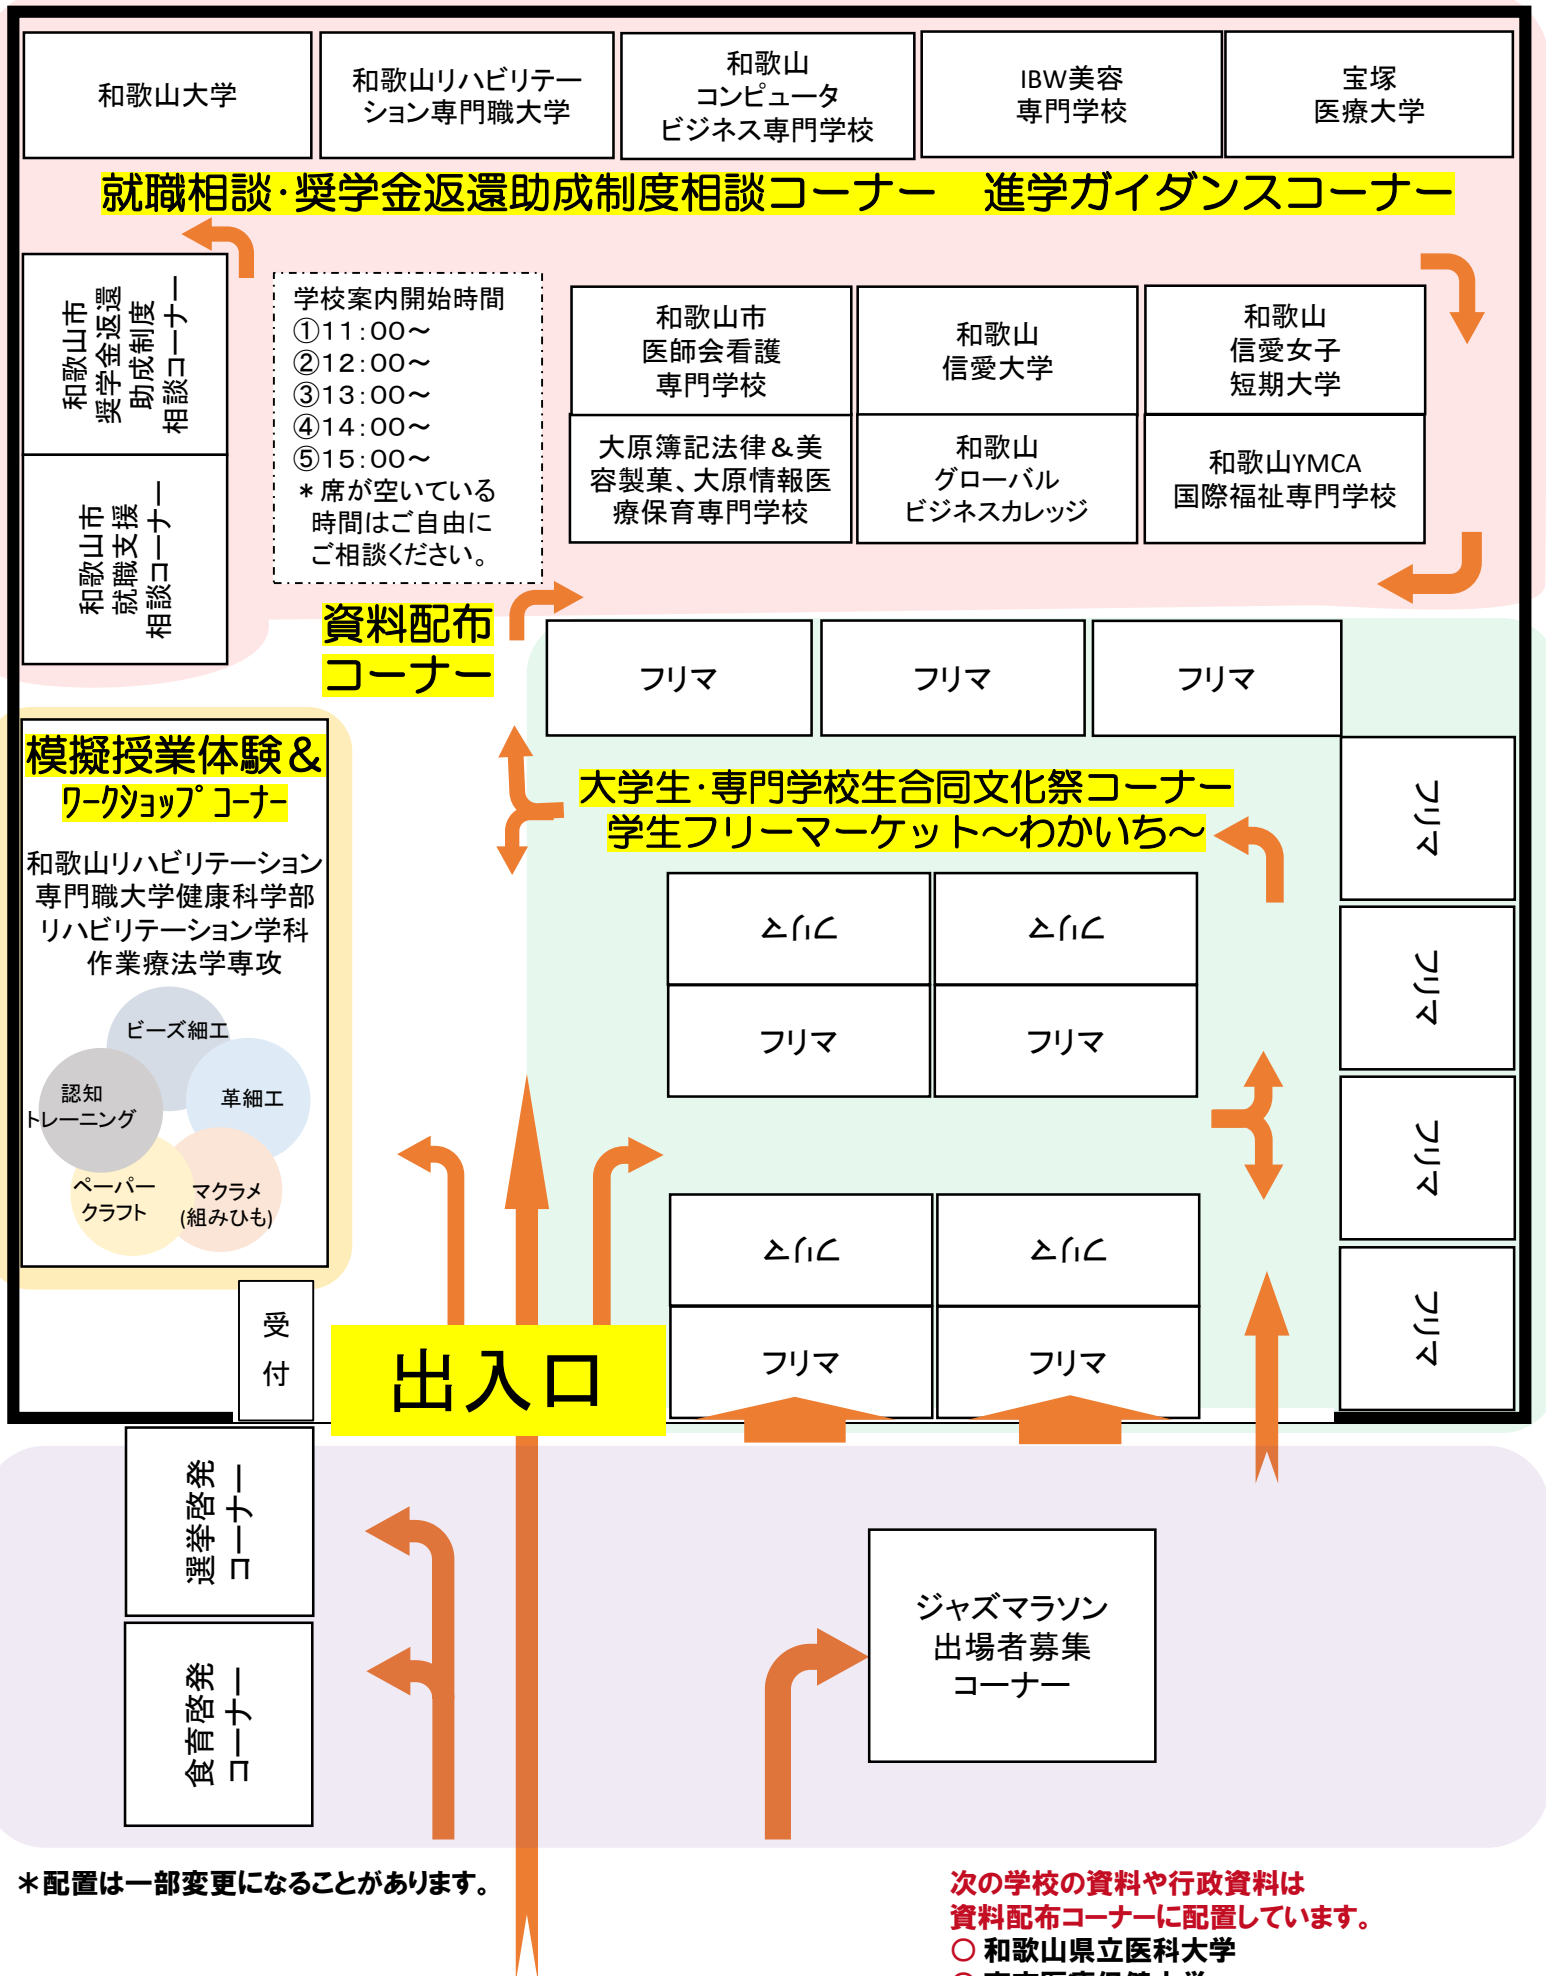 和歌山大学
和歌山リハビリテー
ション専門職大学
和歌山
コンピュータ
ビジネス専門学校
IBW美容
専門学校
宝塚
医療大学
就職相談・奨学金返還助成制度相談コーナー　進学ガイダンスコーナー
和歌山市
奨学金返還
助成制度
相談コーナー
和歌山市
就職支援
相談コーナー
学校案内開始時間
①11：00～
②12：00～
③13：00～
④14：00～
⑤15：00～
＊席が空いている
時間はご自由に
ご相談ください。
和歌山市
医師会看護
専門学校
和歌山
信愛大学
和歌山
信愛女子
短期大学
大原簿記法律＆美
容製菓、大原情報医
療保育専門学校
和歌山
グローバル
ビジネスカレッジ
和歌山YMCA
国際福祉専門学校
資料配布
コーナー
フリマ
フリマ
フリマ
模擬授業体験＆
ワークショップコーナー
和歌山リハビリテーション
専門職大学健康科学部
リハビリテーション学科
作業療法学専攻
ビーズ細工
認知
トレーニング
革細工
ペーパー
クラフト
マクラメ
(組みひも)
大学生・専門学校生合同文化祭コーナー
学生フリーマーケット～わかいち～
フリマ
フリマ
フリマ
フリマ
フリマ
フリマ
フリマ
フリマ
フリマ
フリマ
フリマ
フリマ
受
付
出入口
選挙啓発
コーナー
食育啓発
コーナー
ジャズマラソン
出場者募集
コーナー
＊配置は一部変更になることがあります。
次の学校の資料や行政資料は
資料配布コーナーに配置しています。
○ 和歌山県立医科大学